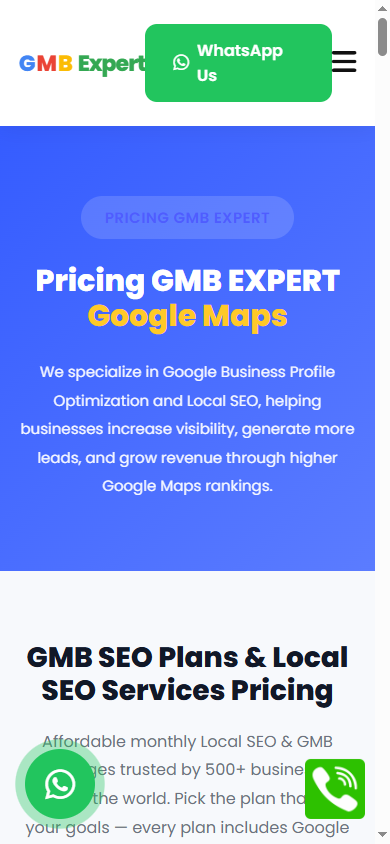 GMB Expert
WhatsApp
Us
PRICING GMB EXPERT
Pricing GMB EXPERT
Google Maps
We specialize in Google Business Profile
Optimization and Local SEO, helping
businesses increase visibility, generate more
leads, and grow revenue through higher
Google Maps rankings.
GMB SEO Plans & Local
SEO Services Pricing
Affordable monthly Local SEO & GMB
trusted by 500+
the world. Pick the plan
your goals — every plan includes Google